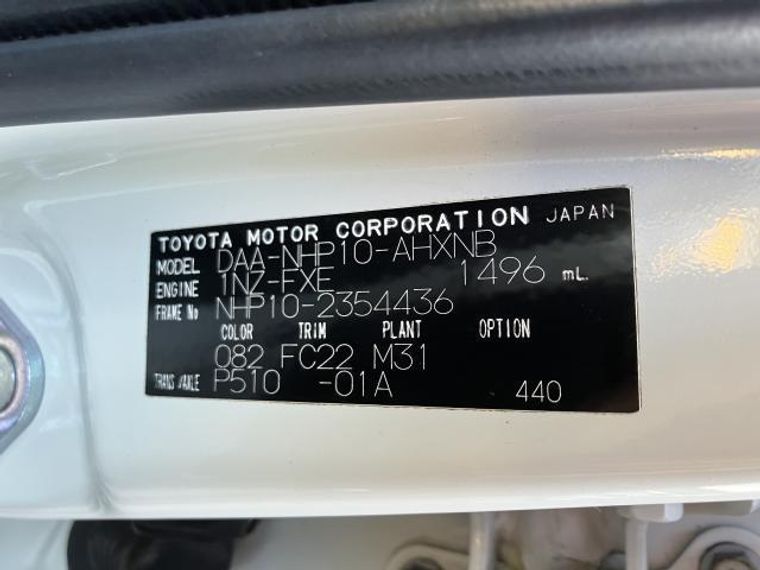 TOYOTA MOTOR CORPORATION JAPAN
MODEL DAA-NHP10-AHXNB
ENGINE 1NZ-FXE 1496 mL.
FRAME No NHP10-2354436
COLOR TRIM PLANT OPTION
082 FC22 M31
TRANS AXLE P510 -01A 440